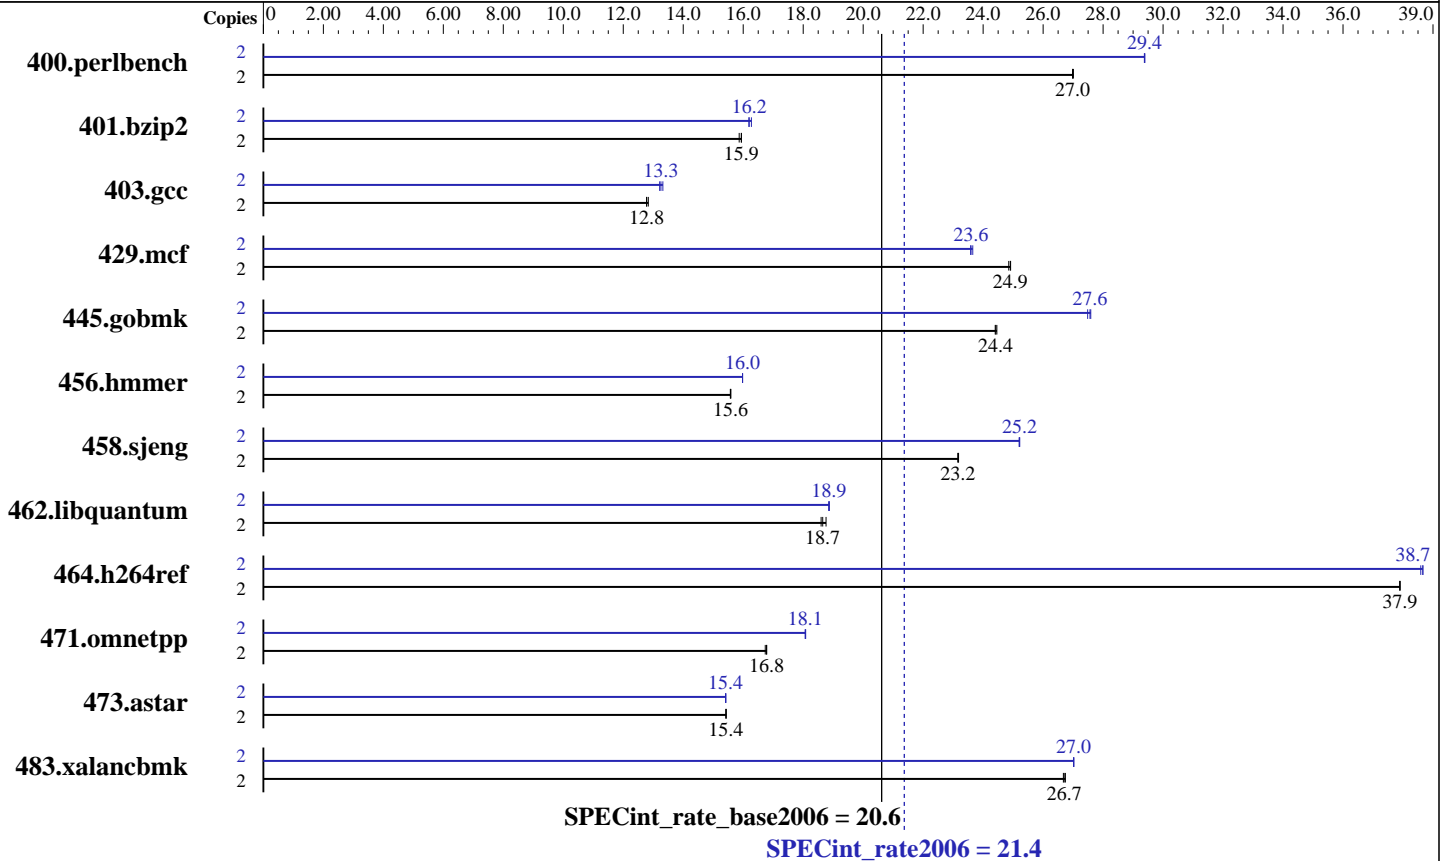 Copies 0 2.00 4.00 6.00 8.00 10.0 12.0 14.0 16.0 18.0 20.0 22.0 24.0 26.0 28.0 30.0 32.0 34.0 36.0 39.0
400.perlbench 2 29.4
2 27.0
401.bzip2 2 16.2
2 15.9
403.gcc 2 13.3
2 12.8
429.mcf 2 23.6
2 24.9
445.gobmk 2 27.6
2 24.4
456.hmmer 2 16.0
2 15.6
458.sjeng 2 25.2
2 23.2
462.libquantum 2 18.9
2 18.7
464.h264ref 2 38.7
2 37.9
471.omnetpp 2 18.1
2 16.8
473.astar 2 15.4
2 15.4
483.xalancbmk 2 27.0
2 26.7
SPECint_rate_base2006 = 20.6
SPECint_rate2006 = 21.4